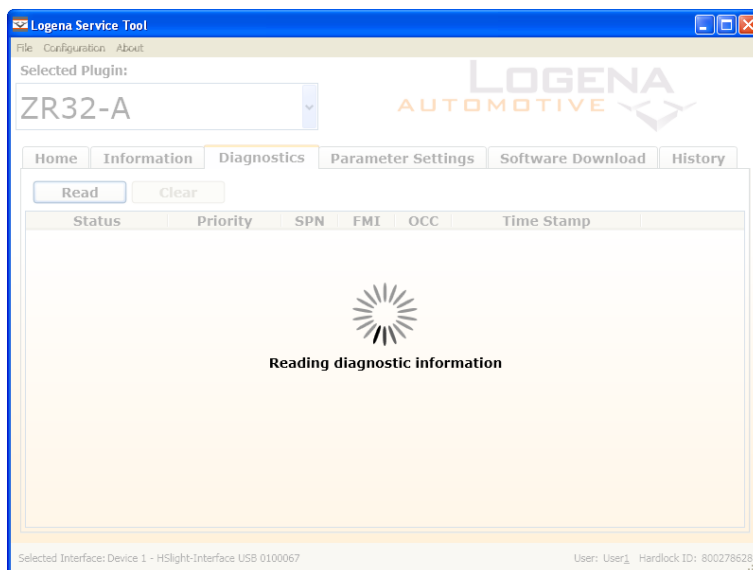 Logena Service Tool
File Configuration About
Selected Plugin:
ZR32-A
LOGENA
AUTOMOTIVE
Home Information Diagnostics Parameter Settings Software Download History
Read Clear
Status Priority SPN FMI OCC Time Stamp
Reading diagnostic information
Selected Interface: Device 1 - HSlight-Interface USB 0100067 User: User1 Hardlock ID: 800278628